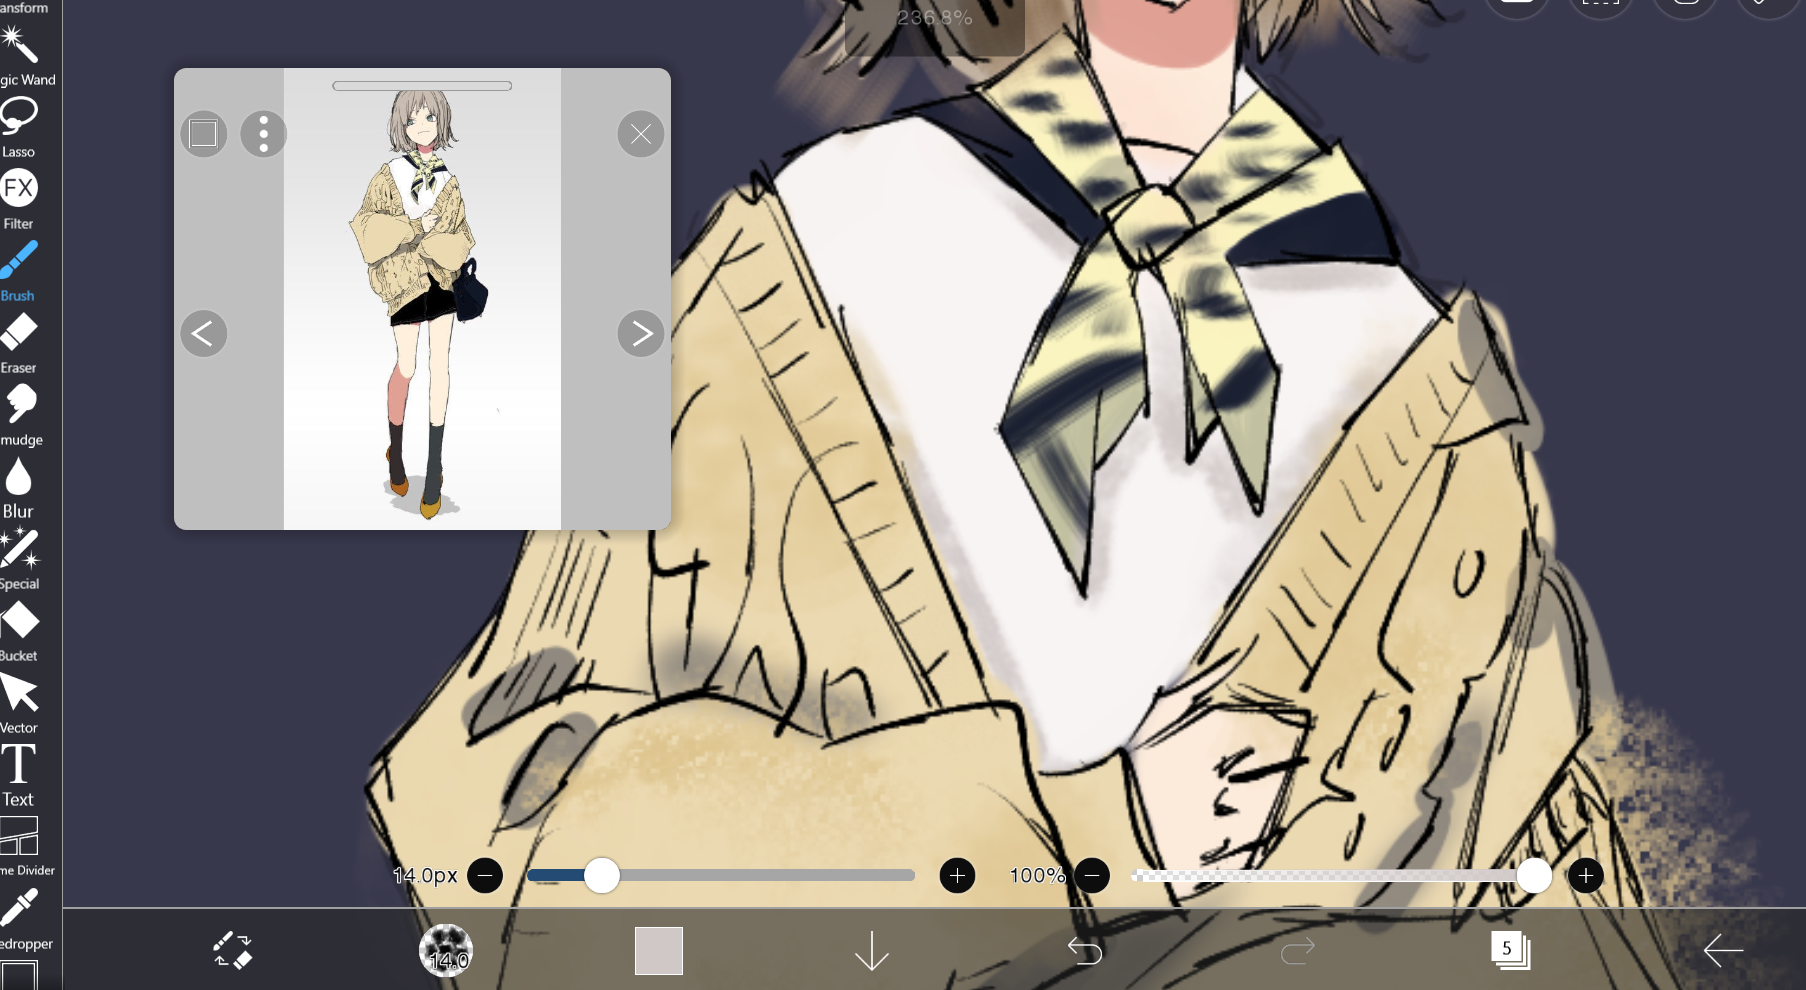 ansform
gic Wand
Lasso
FX
Filter
Brush
Eraser
mudge
Blur
Special
Bucket
Vector
T
Text
me Divider
edropper
236.8%
14.0px
100%
14.0
5